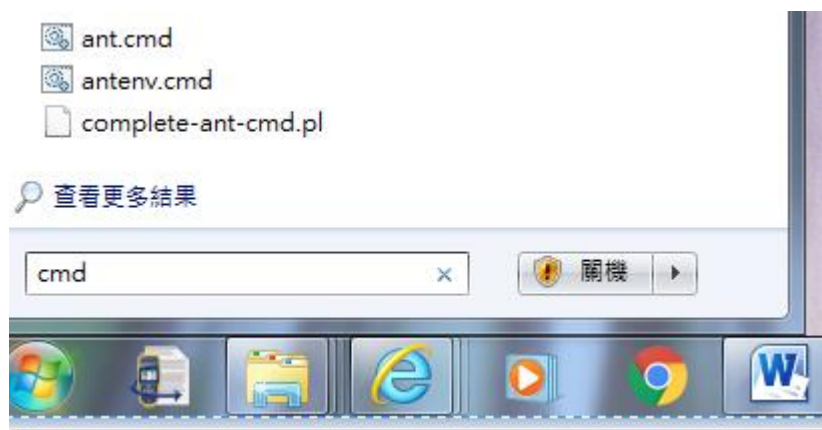 ant.cmd
antenv.cmd
complete-ant-cmd.pl
查看更多結果
cmd
關機
W